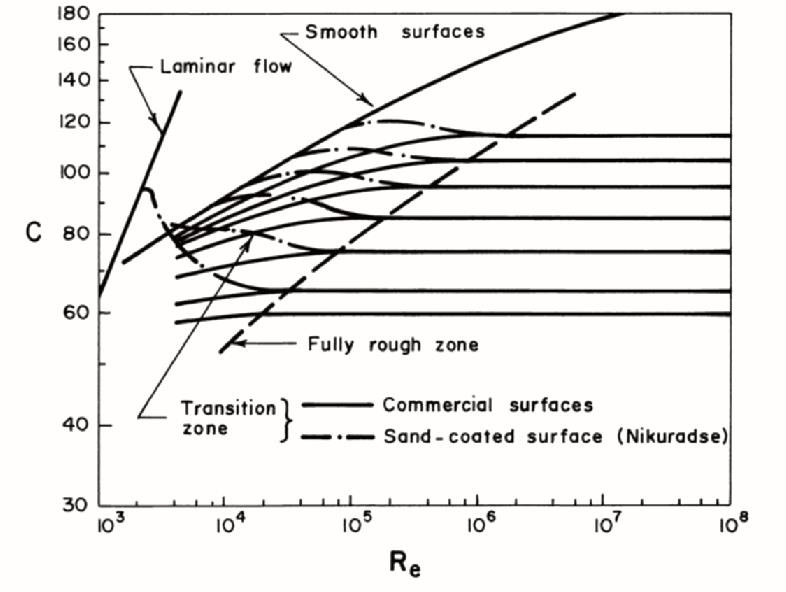 180
160
140
120
100
80
60
40
30
C
Smooth surfaces
Laminar flow
Fully rough zone
Transition zone
Commercial surfaces
Sand-coated surface (Nikuradse)
10³ 10⁴ 10⁵ 10⁶ 10⁷ 10⁸
Re